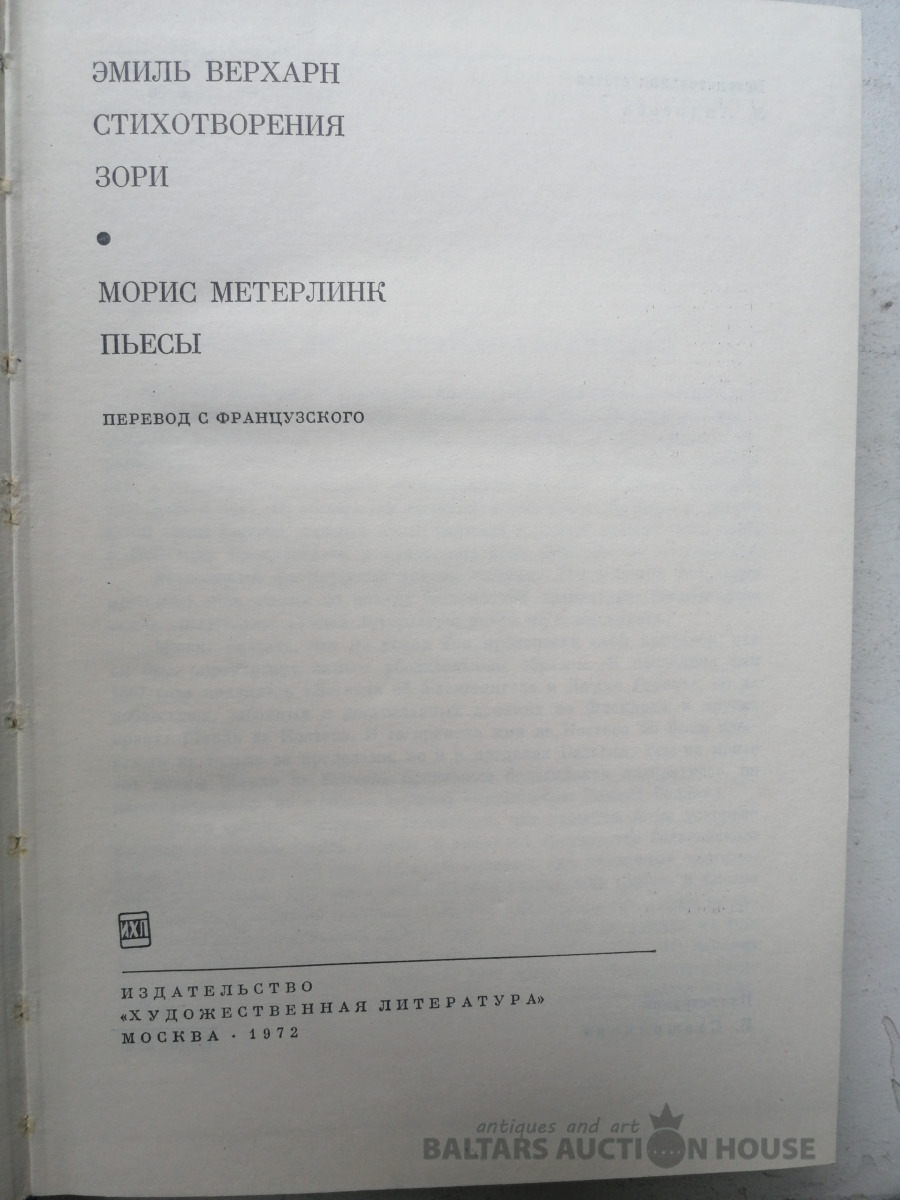 ЭМИЛЬ ВЕРХАРН
СТИХОТВОРЕНИЯ
ЗОРИ
•
МОРИС МЕТЕРЛИНК
ПЬЕСЫ
ПЕРЕВОД С ФРАНЦУЗСКОГО
ИХЛ
ИЗДАТЕЛЬСТВО
«ХУДОЖЕСТВЕННАЯ ЛИТЕРАТУРА»
МОСКВА · 1972
antiques and art
BALTARS AUCTION HOUSE